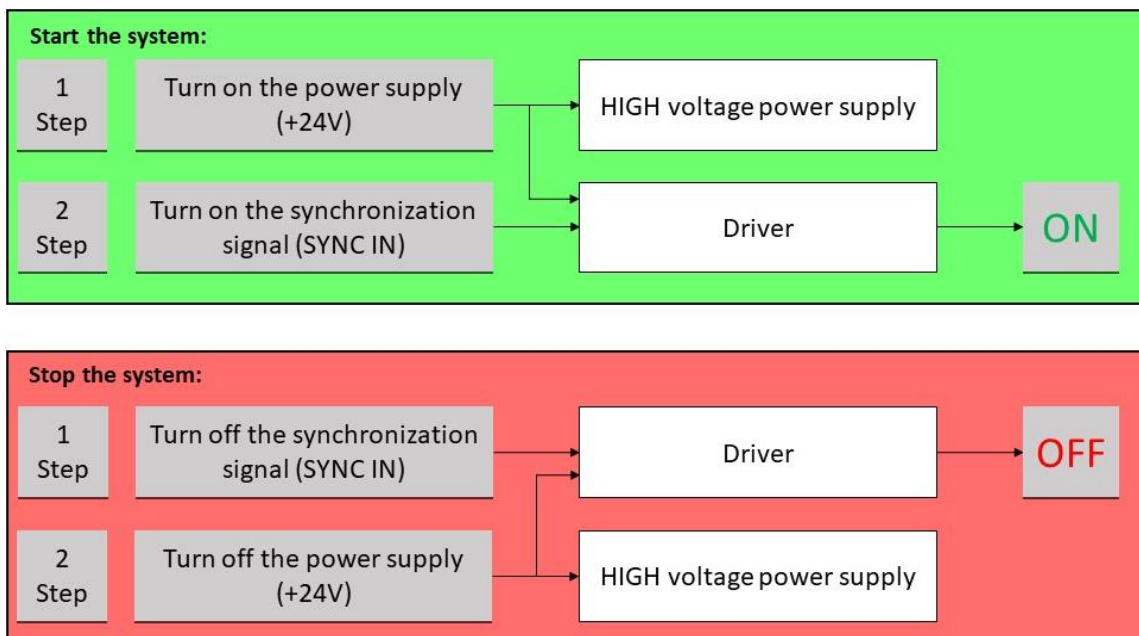 Start the system:
1
Step
Turn on the power supply
(+24V)
HIGH voltage power supply
2
Step
Turn on the synchronization
signal (SYNC IN)
Driver
ON
Stop the system:
1
Step
Turn off the synchronization
signal (SYNC IN)
Driver
OFF
2
Step
Turn off the power supply
(+24V)
HIGH voltage power supply